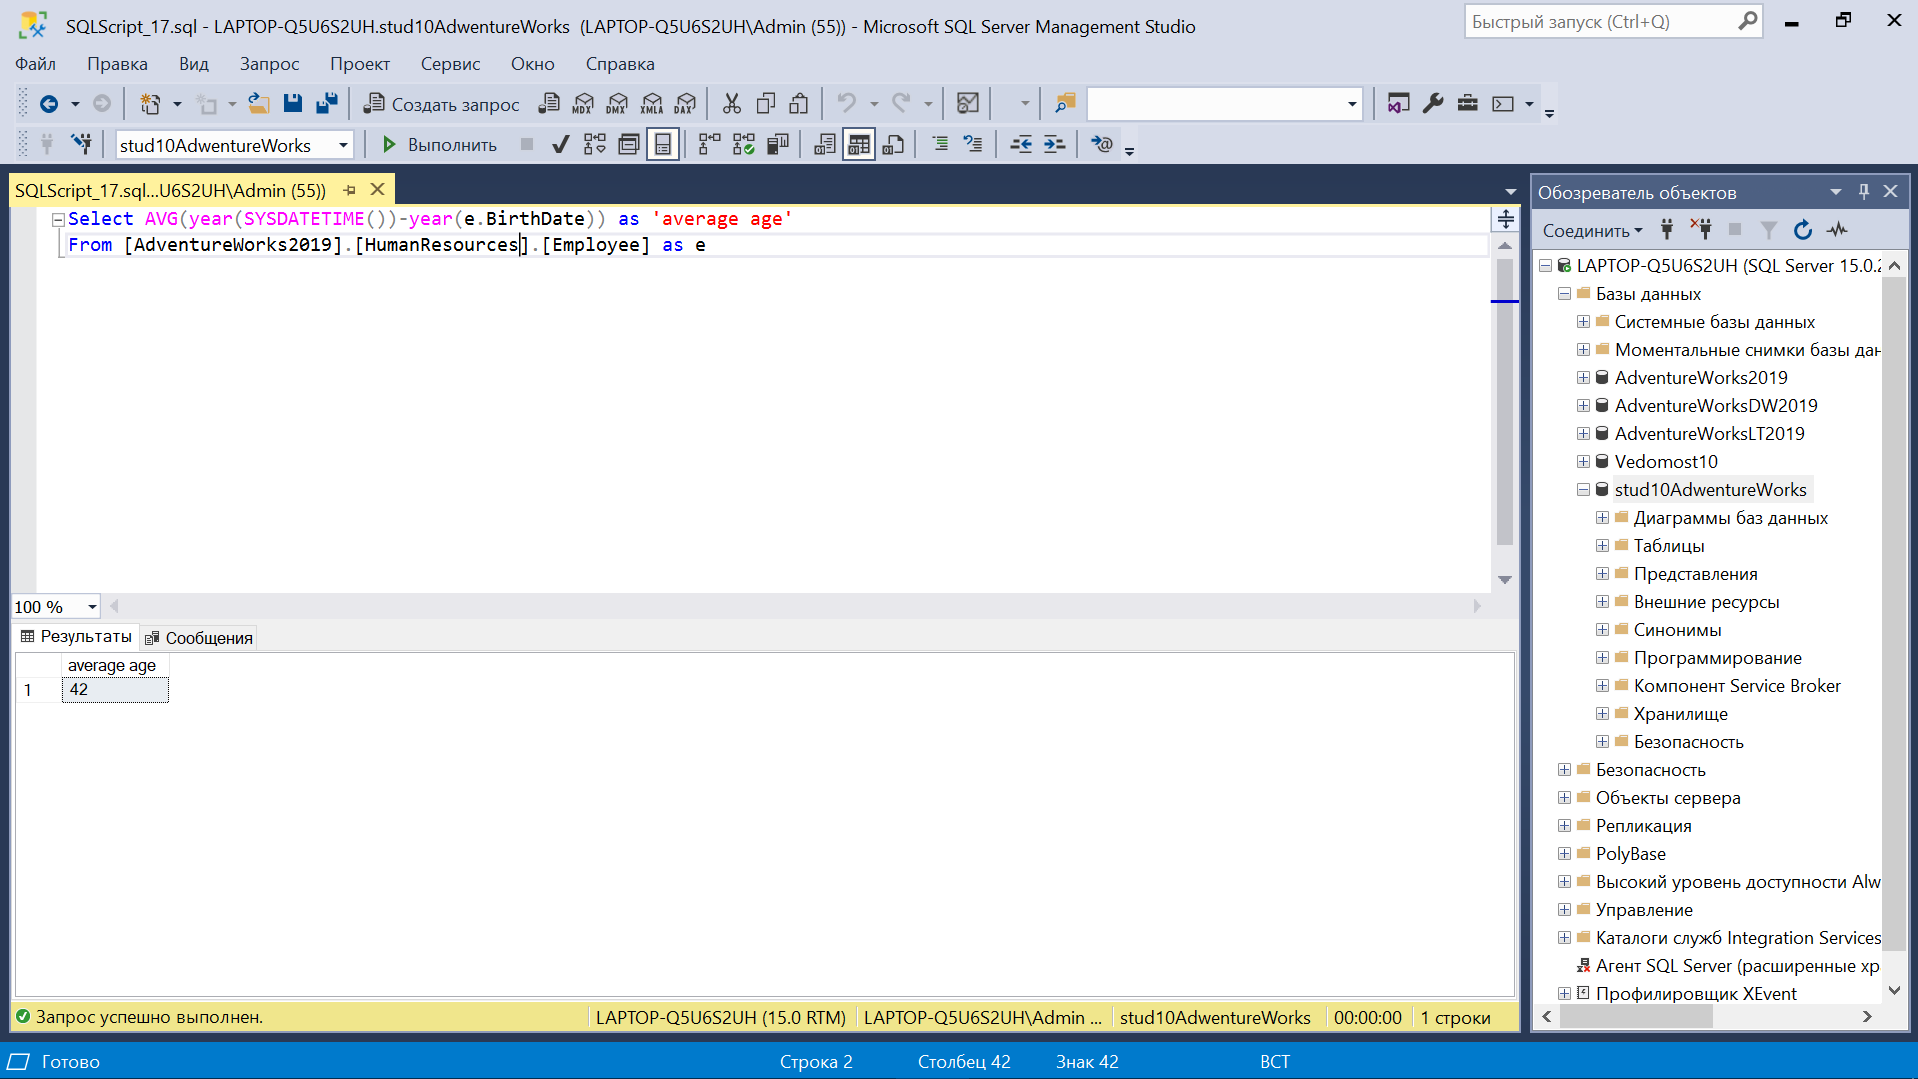 SQLScript_17.sql - LAPTOP-Q5U6S2UH.stud10AdwentureWorks (LAPTOP-Q5U6S2UH\Admin (55)) - Microsoft SQL Server Management Studio
Быстрый запуск (Ctrl+Q)
Файл Правка Вид Запрос Проект Сервис Окно Справка
Создать запрос MDX DMX XMLA DAX
stud10AdwentureWorks Выполнить
SQLScript_17.sql...U6S2UH\Admin (55))
Select AVG(year(SYSDATETIME())-year(e.BirthDate)) as 'average age'
From [AdventureWorks2019].[HumanResources].[Employee] as e
100 %
Результаты Сообщения
average age
1 42
Запрос успешно выполнен. LAPTOP-Q5U6S2UH (15.0 RTM) LAPTOP-Q5U6S2UH\Admin ... stud10AdwentureWorks 00:00:00 1 строки
Обозреватель объектов
Соединить
LAPTOP-Q5U6S2UH (SQL Server 15.0.2
Базы данных
Системные базы данных
Моментальные снимки базы дан
AdventureWorks2019
AdventureWorksDW2019
AdventureWorksLT2019
Vedomost10
stud10AdwentureWorks
Диаграммы баз данных
Таблицы
Представления
Внешние ресурсы
Синонимы
Программирование
Компонент Service Broker
Хранилище
Безопасность
Безопасность
Объекты сервера
Репликация
PolyBase
Высокий уровень доступности Alw
Управление
Каталоги служб Integration Services
Агент SQL Server (расширенные хр
Профилировщик XEvent
Готово Строка 2 Столбец 42 Знак 42 ВСТ